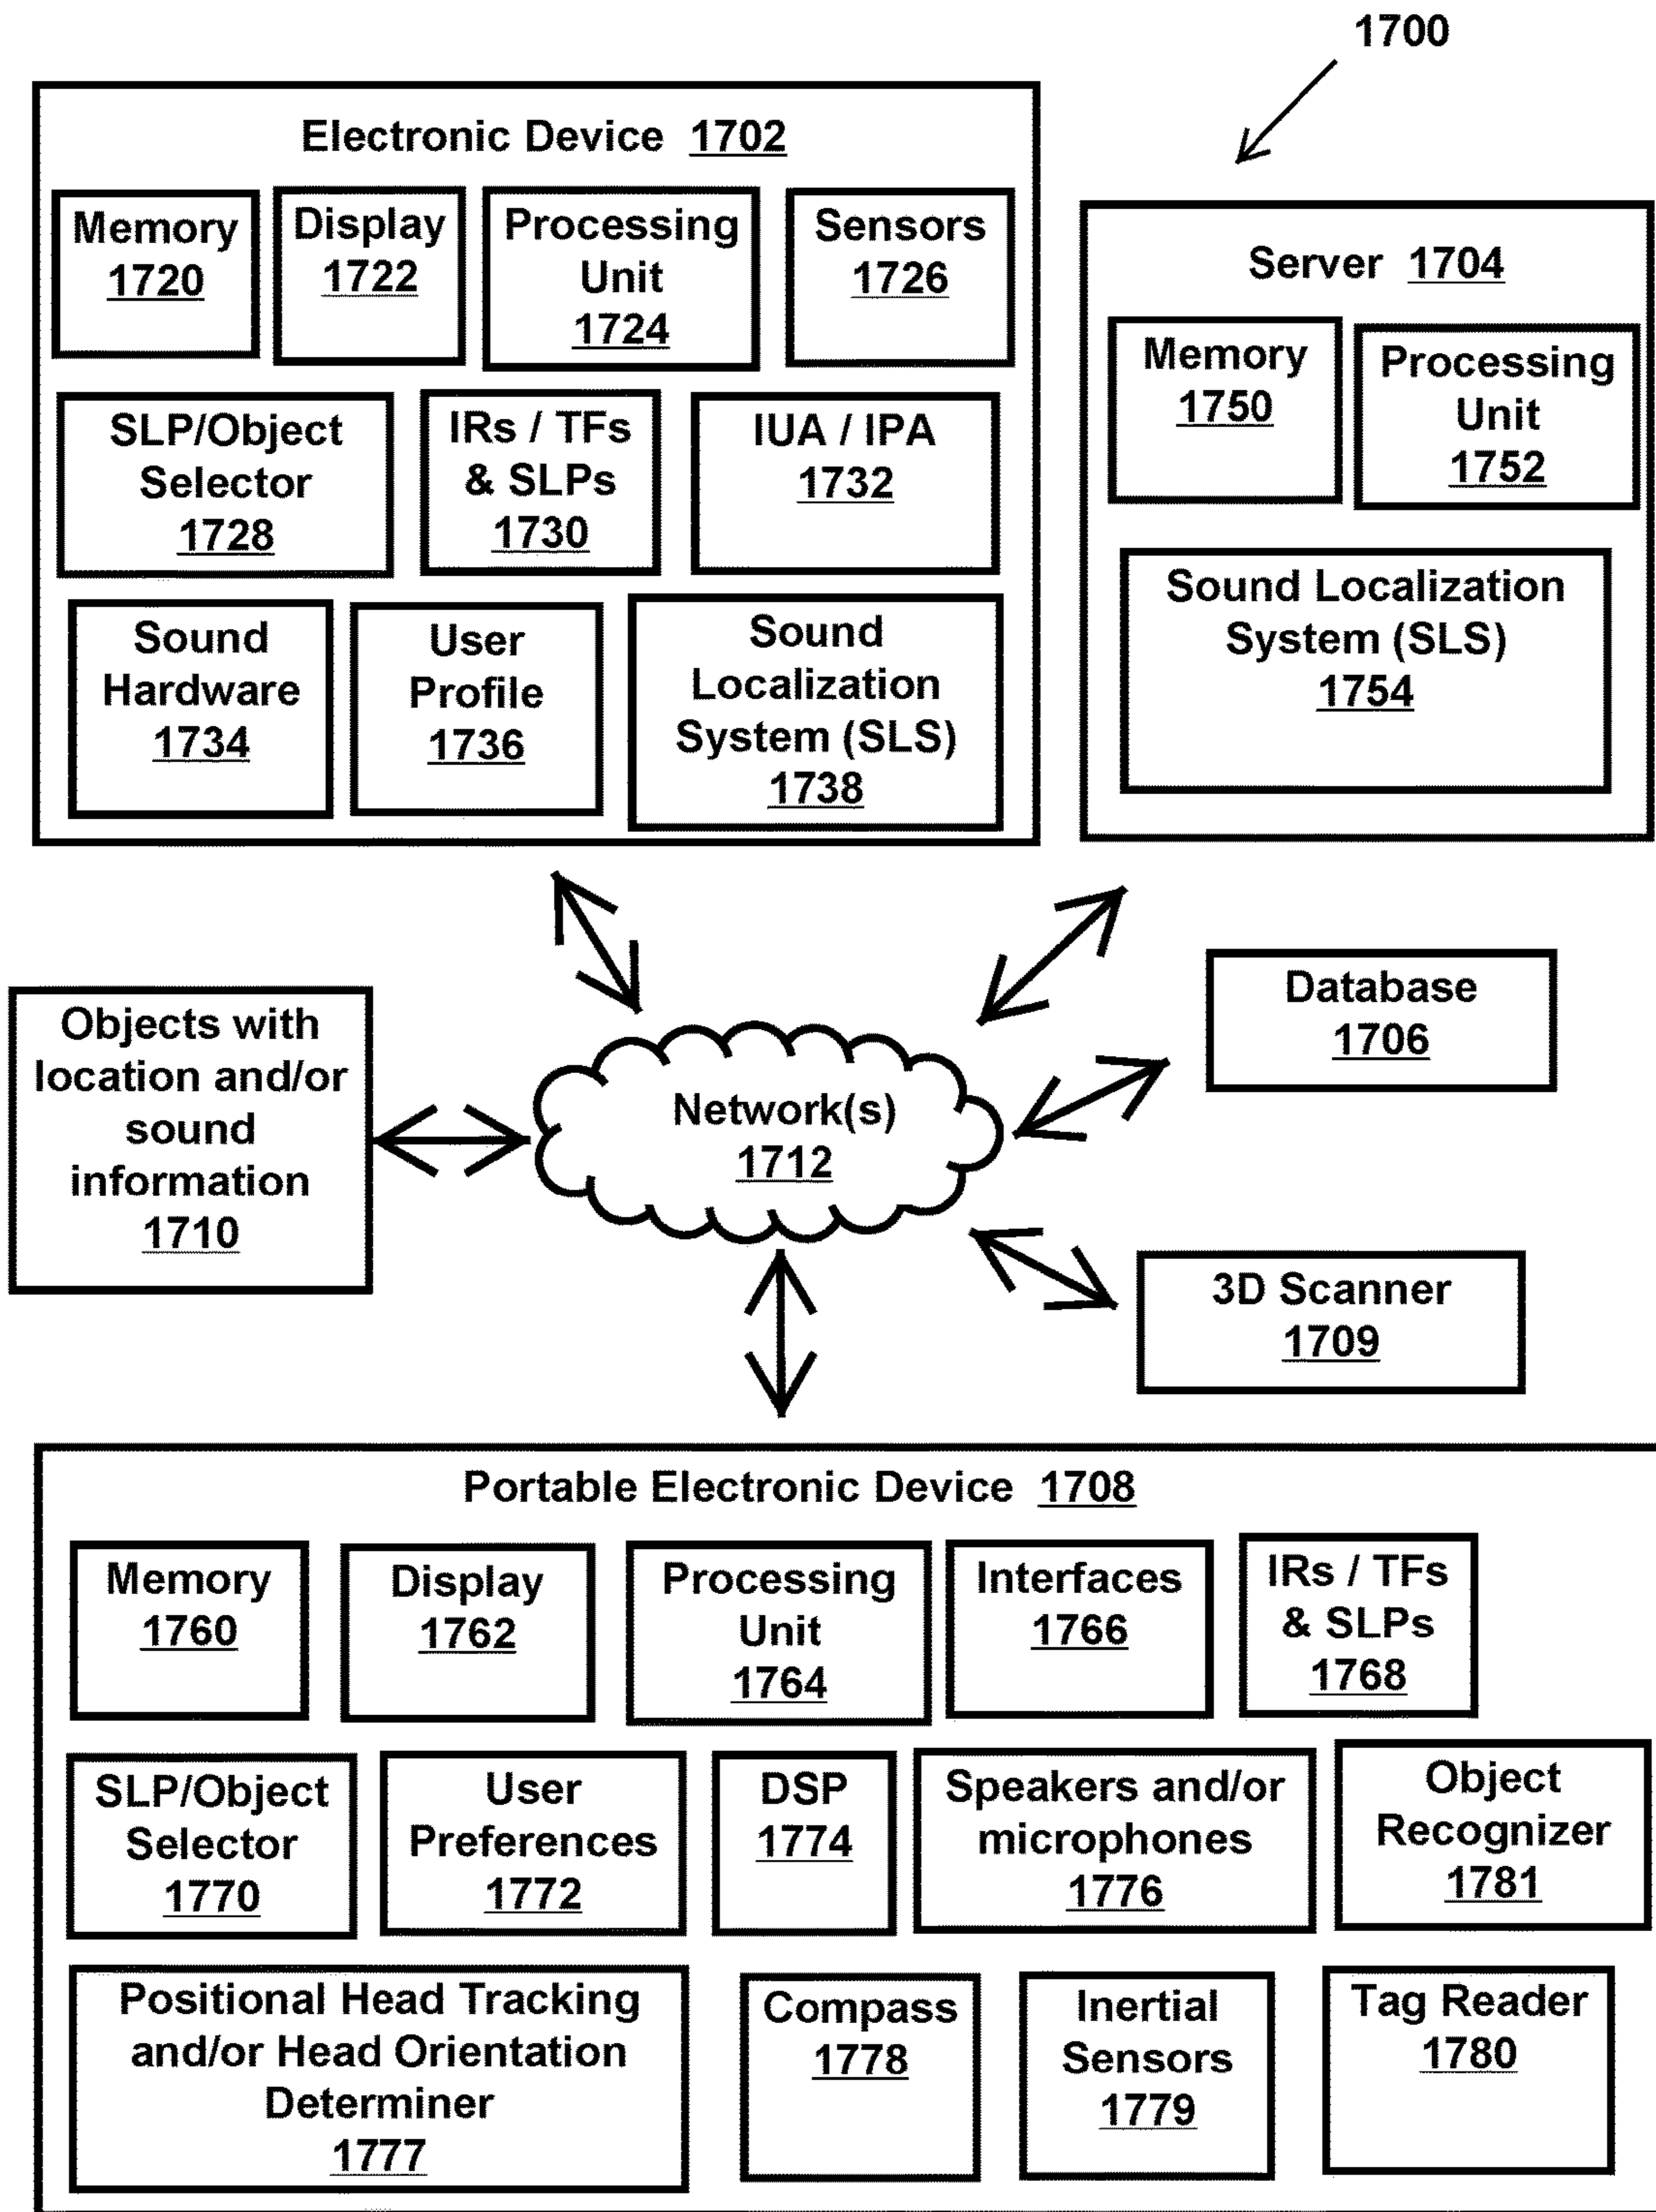 1700
Electronic Device 1702
Memory
1720
Display
1722
Processing
Unit
1724
Sensors
1726
SLP/Object
Selector
1728
IRs / TFs
& SLPs
1730
IUA / IPA
1732
Sound
Hardware
1734
User
Profile
1736
Sound
Localization
System (SLS)
1738
Server 1704
Memory
1750
Processing
Unit
1752
Sound Localization
System (SLS)
1754
Objects with
location and/or
sound
information
1710
Network(s)
1712
Database
1706
3D Scanner
1709
Portable Electronic Device 1708
Memory
1760
Display
1762
Processing
Unit
1764
Interfaces
1766
IRs / TFs
& SLPs
1768
SLP/Object
Selector
1770
User
Preferences
1772
DSP
1774
Speakers and/or
microphones
1776
Object
Recognizer
1781
Positional Head Tracking
and/or Head Orientation
Determiner
1777
Compass
1778
Inertial
Sensors
1779
Tag Reader
1780